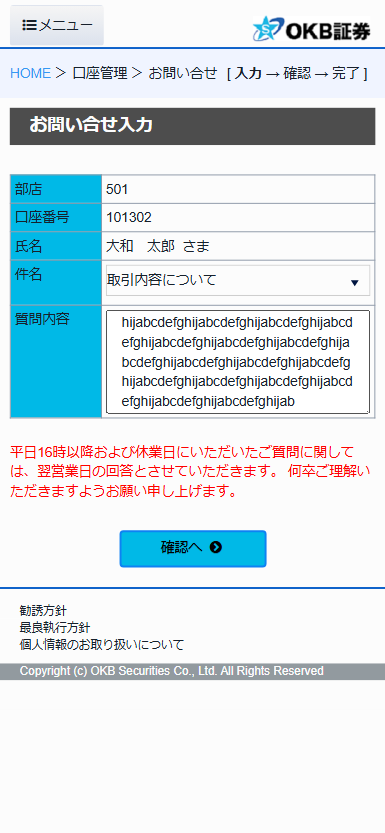 メニュー
OKB証券
HOME ＞ 口座管理 ＞ お問い合せ [ 入力 → 確認 → 完了 ]
お問い合せ入力
部店 501
口座番号 101302
氏名 大和　太郎 さま
件名 取引内容について
質問内容 hijabcdefghijabcdefghijabcdefghijabcd
efghijabcdefghijabcdefghijabcdefghija
bcdefghijabcdefghijabcdefghijabcdefg
hijabcdefghijabcdefghijabcdefghijabcd
efghijabcdefghijabcdefghijab
平日16時以降および休業日にいただいたご質問に関して
は、翌営業日の回答とさせていただきます。 何卒ご理解い
ただきますようお願い申し上げます。
確認へ
勧誘方針
最良執行方針
個人情報のお取り扱いについて
Copyright (c) OKB Securities Co., Ltd. All Rights Reserved